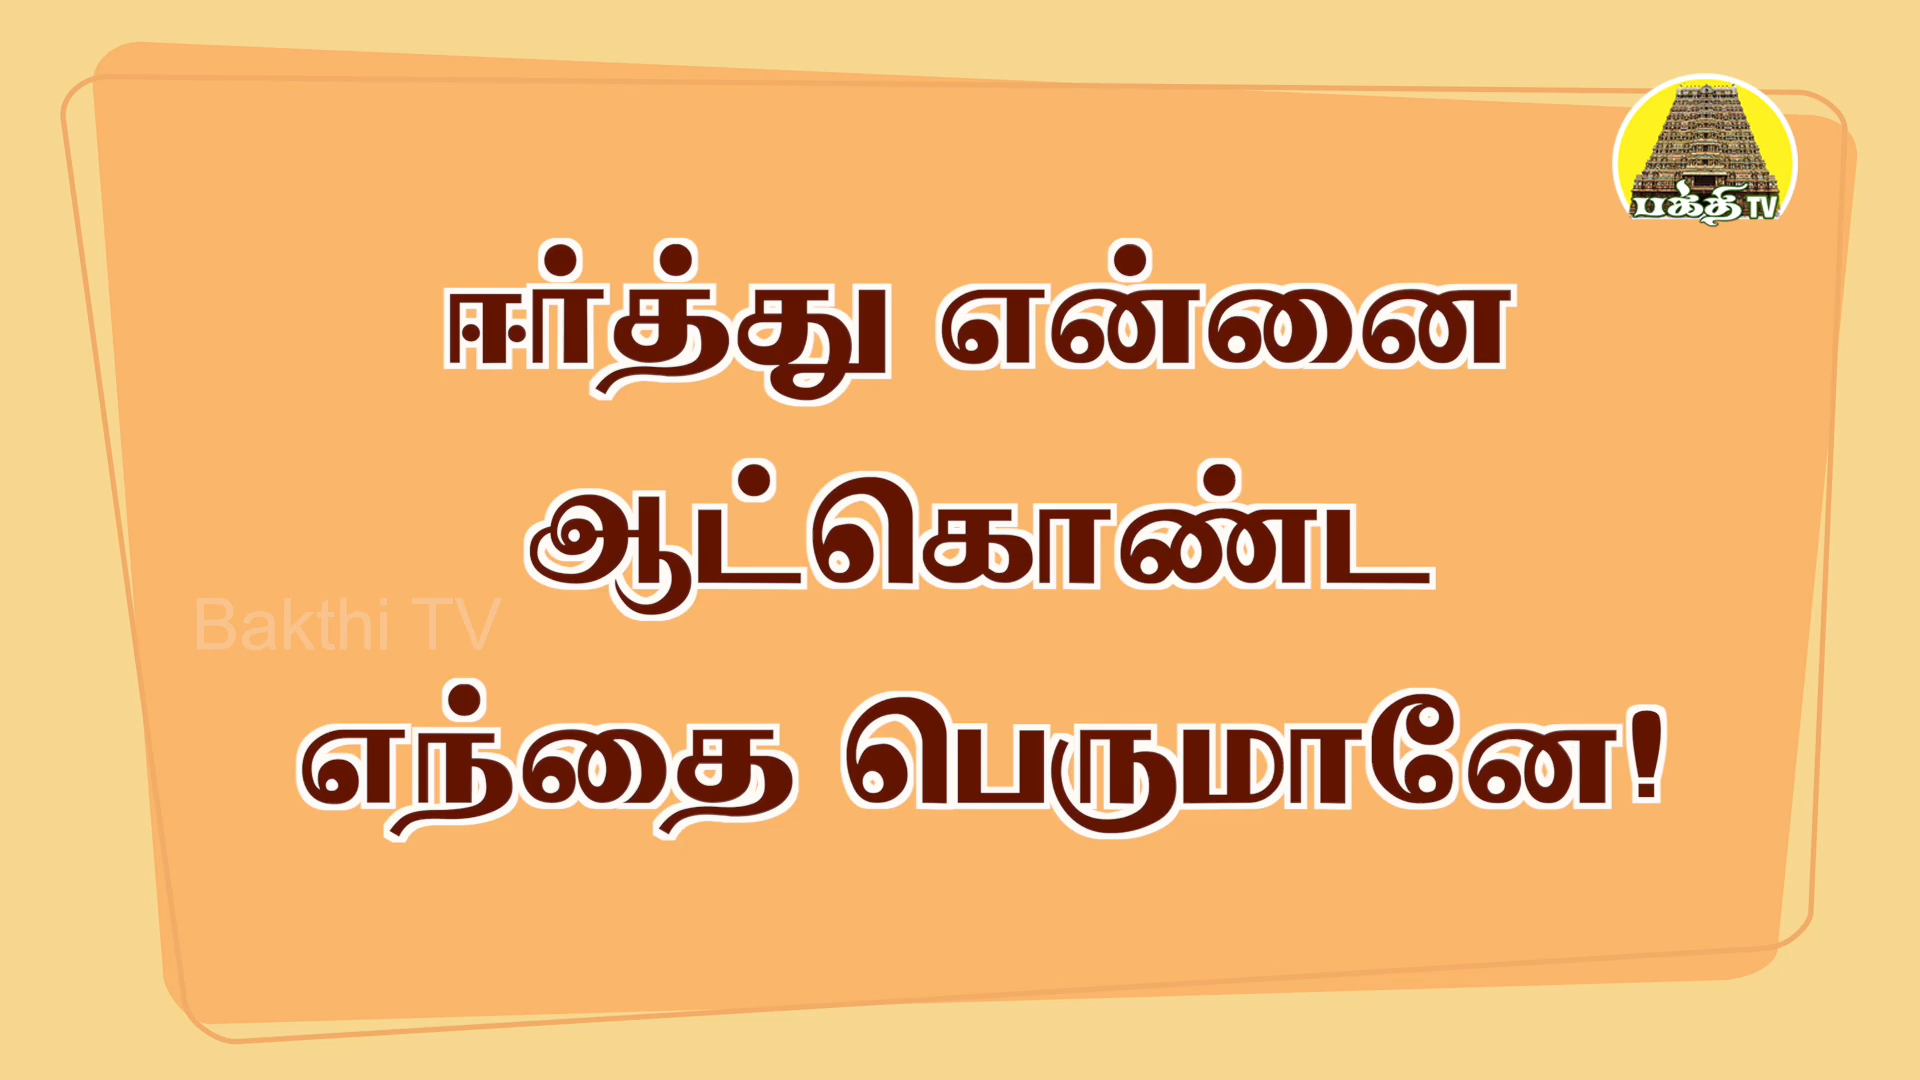 பக்தி TV
ஈர்த்து என்னை
ஆட்கொண்ட
Bakthi TV
எந்தை பெருமானே!